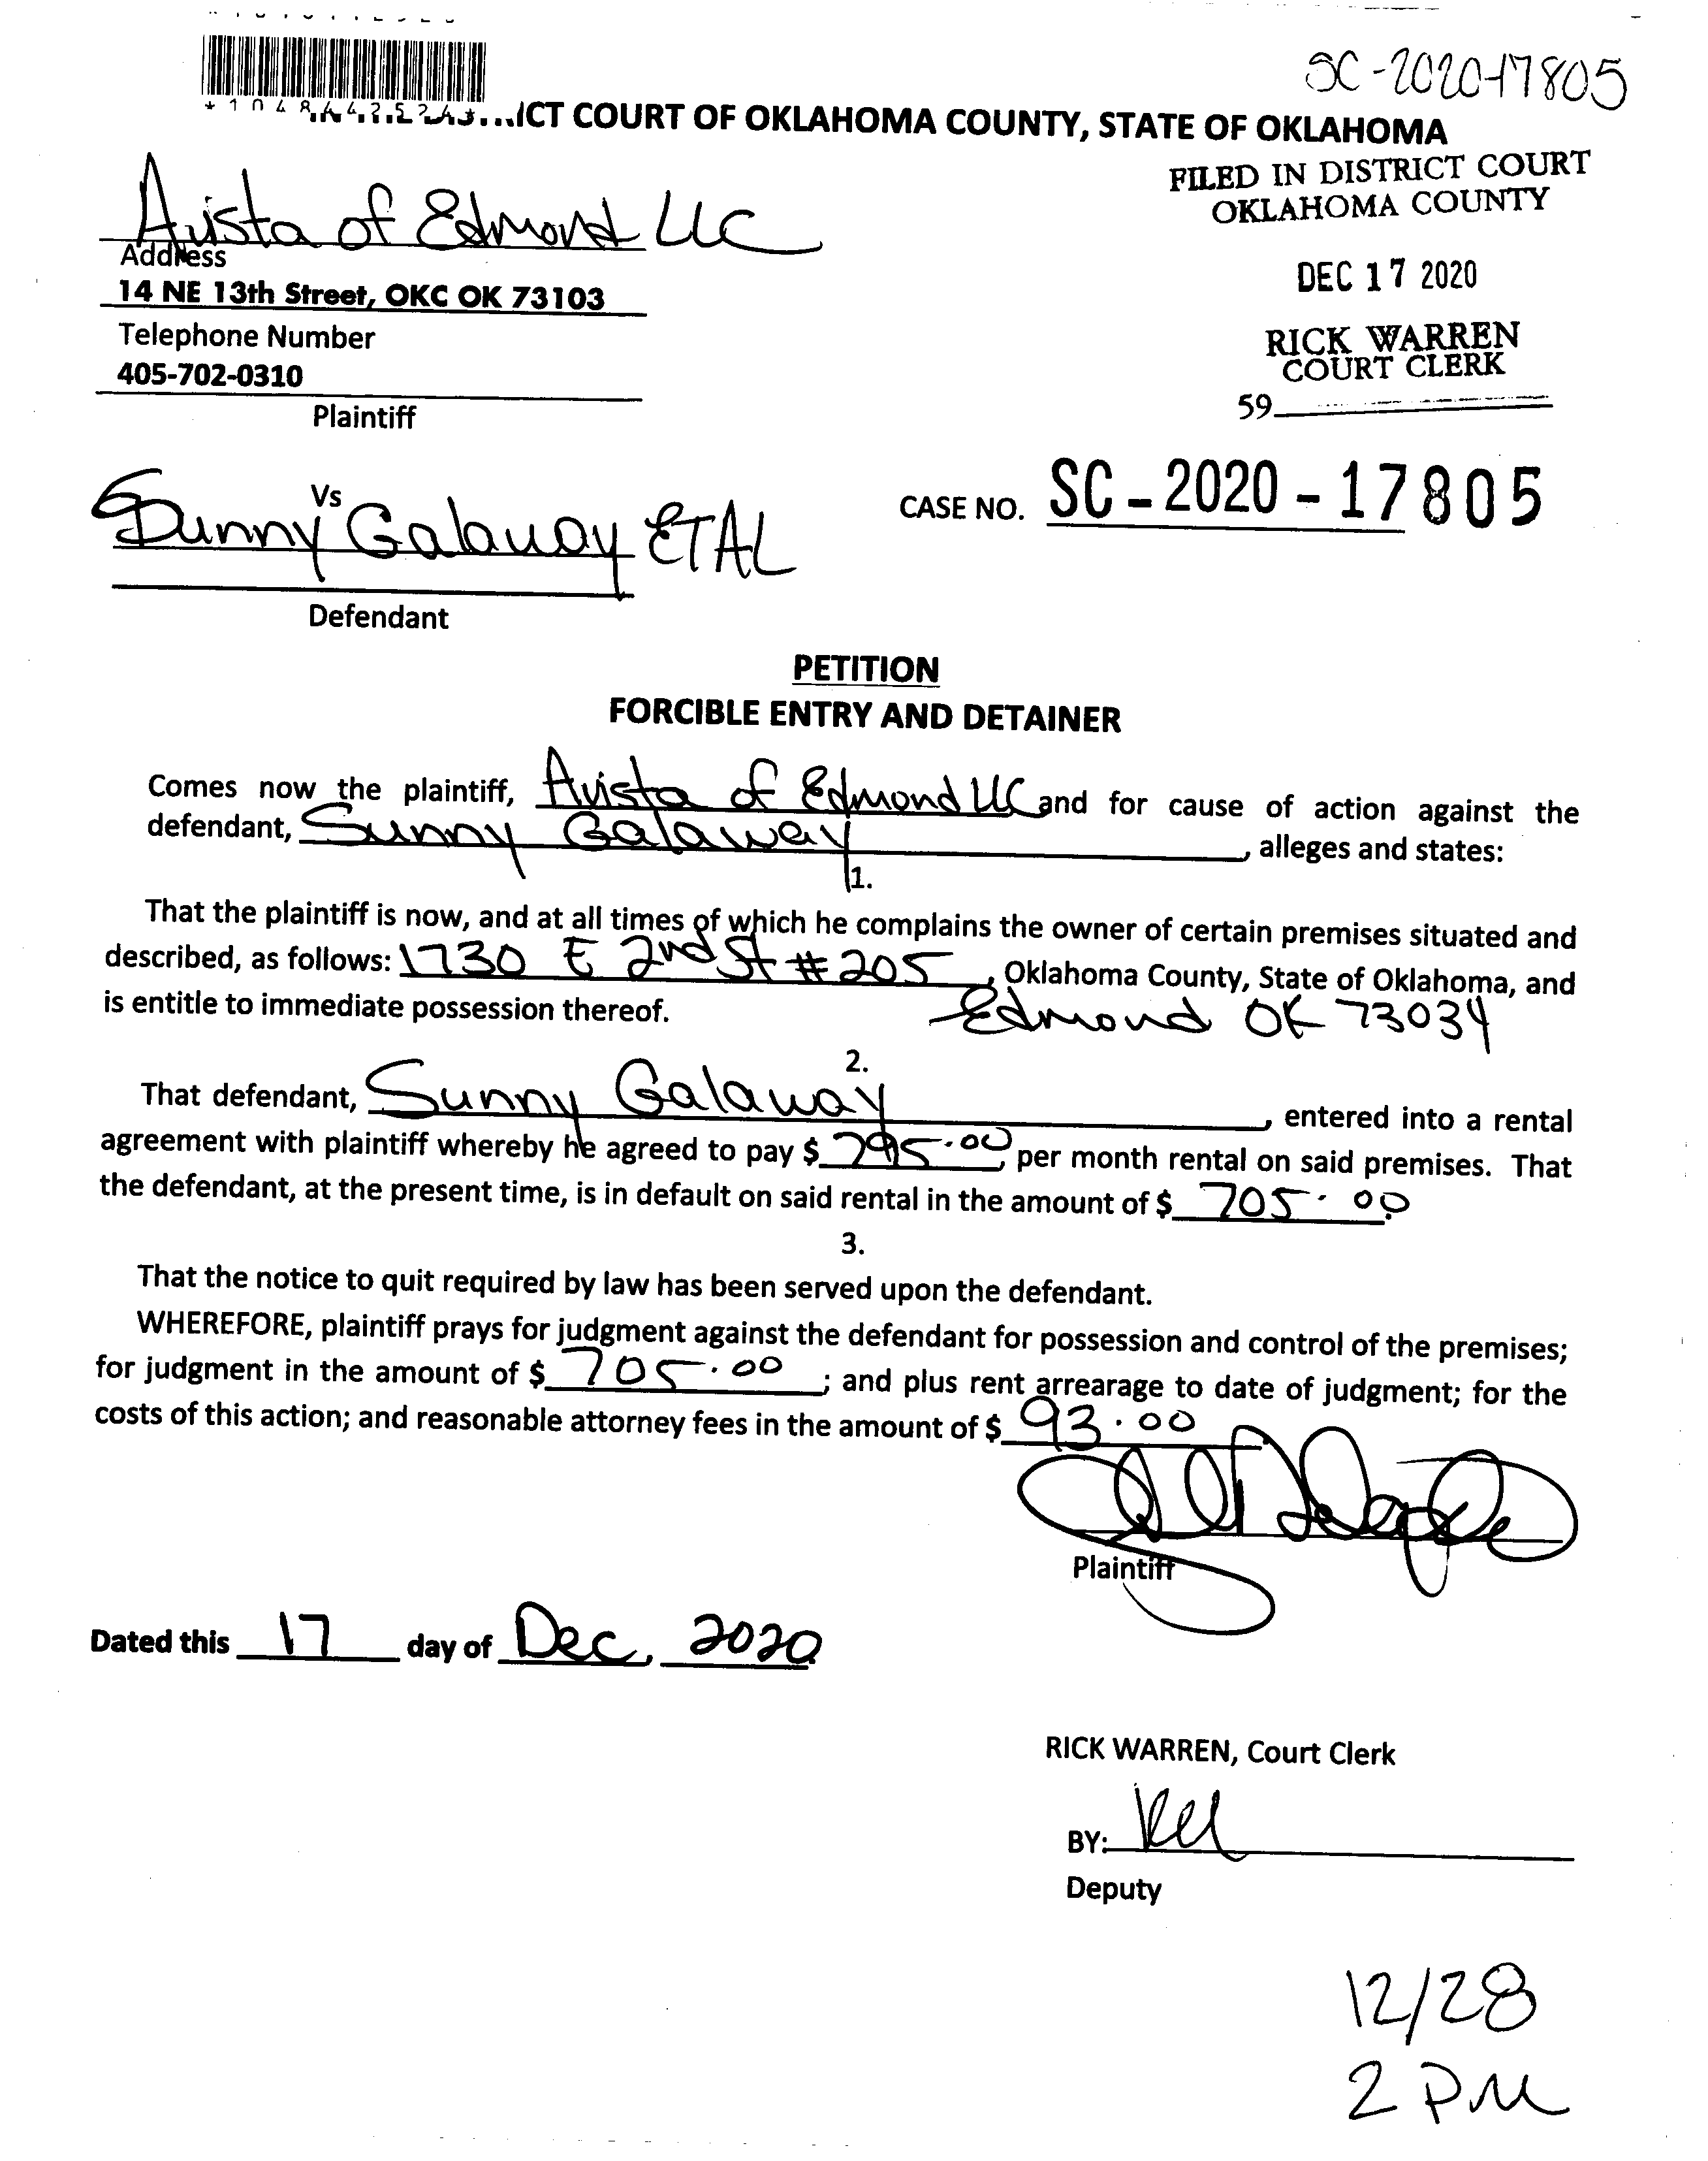 SC-2020-17805
ICT COURT OF OKLAHOMA COUNTY, STATE OF OKLAHOMA
FILED IN DISTRICT COURT
OKLAHOMA COUNTY
Avista of Edmond LLC
Address
14 NE 13th Street, OKC OK 73103
DEC 17 2020
Telephone Number
405-702-0310
RICK WARREN
COURT CLERK
59
Plaintiff
Vs
Sunny Galaway ETAL
CASE NO. SC-2020-17805
Defendant
PETITION
FORCIBLE ENTRY AND DETAINER
Comes now the plaintiff, Avista of Edmond LLC and for cause of action against the
defendant, Sunny Galaway, alleges and states:
1.
That the plaintiff is now, and at all times of which he complains the owner of certain premises situated and
described, as follows: 1730 E 2nd St #205, Oklahoma County, State of Oklahoma, and
is entitle to immediate possession thereof. Edmond OK 73034
2.
That defendant, Sunny Galaway, entered into a rental
agreement with plaintiff whereby he agreed to pay $ 795.00, per month rental on said premises. That
the defendant, at the present time, is in default on said rental in the amount of $ 705.00.
3.
That the notice to quit required by law has been served upon the defendant.
WHEREFORE, plaintiff prays for judgment against the defendant for possession and control of the premises;
for judgment in the amount of $ 705.00; and plus rent arrearage to date of judgment; for the
costs of this action; and reasonable attorney fees in the amount of $ 93.00
Plaintiff
Dated this 17 day of Dec, 2020
RICK WARREN, Court Clerk
BY:
Deputy
12/28
2 PM